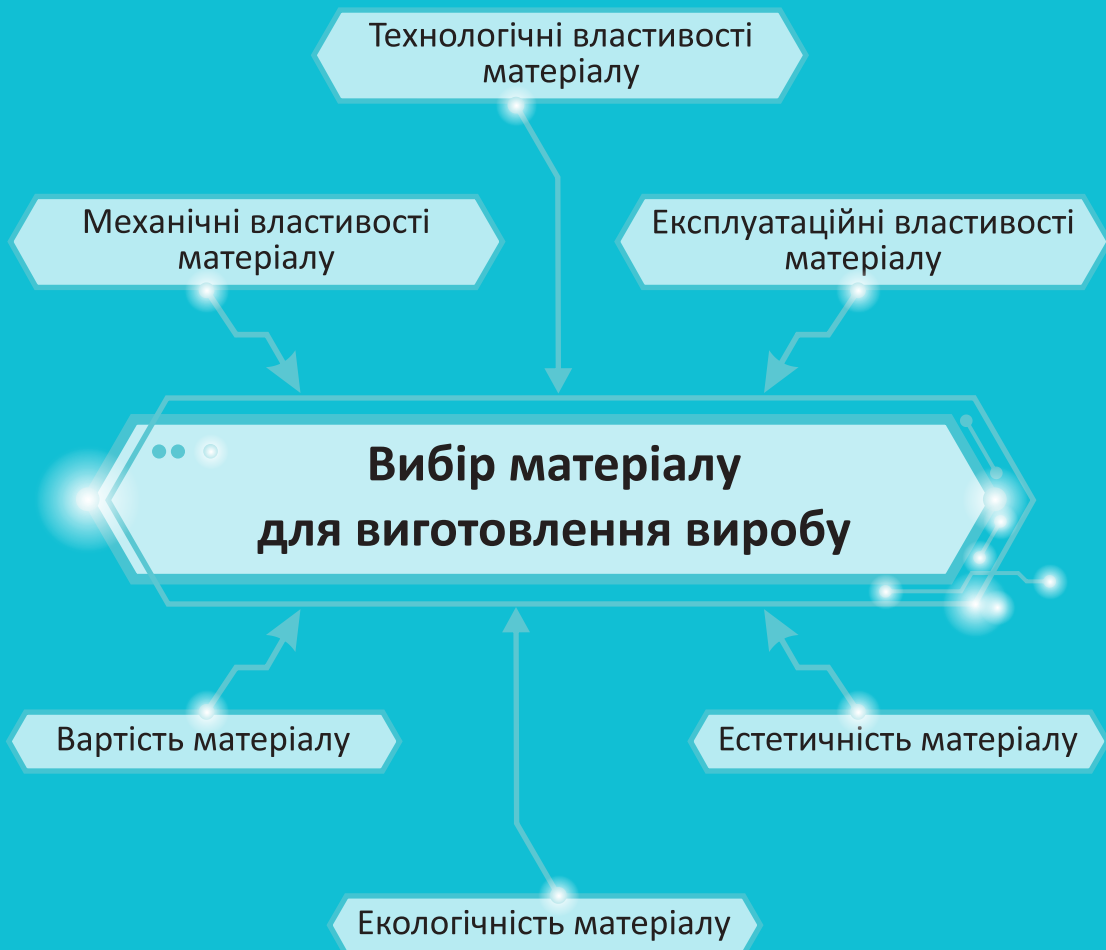 Технологічні властивості
матеріалу
Механічні властивості
матеріалу
Експлуатаційні властивості
матеріалу
Вибір матеріалу
для виготовлення виробу
Вартість матеріалу
Естетичність матеріалу
Екологічність матеріалу